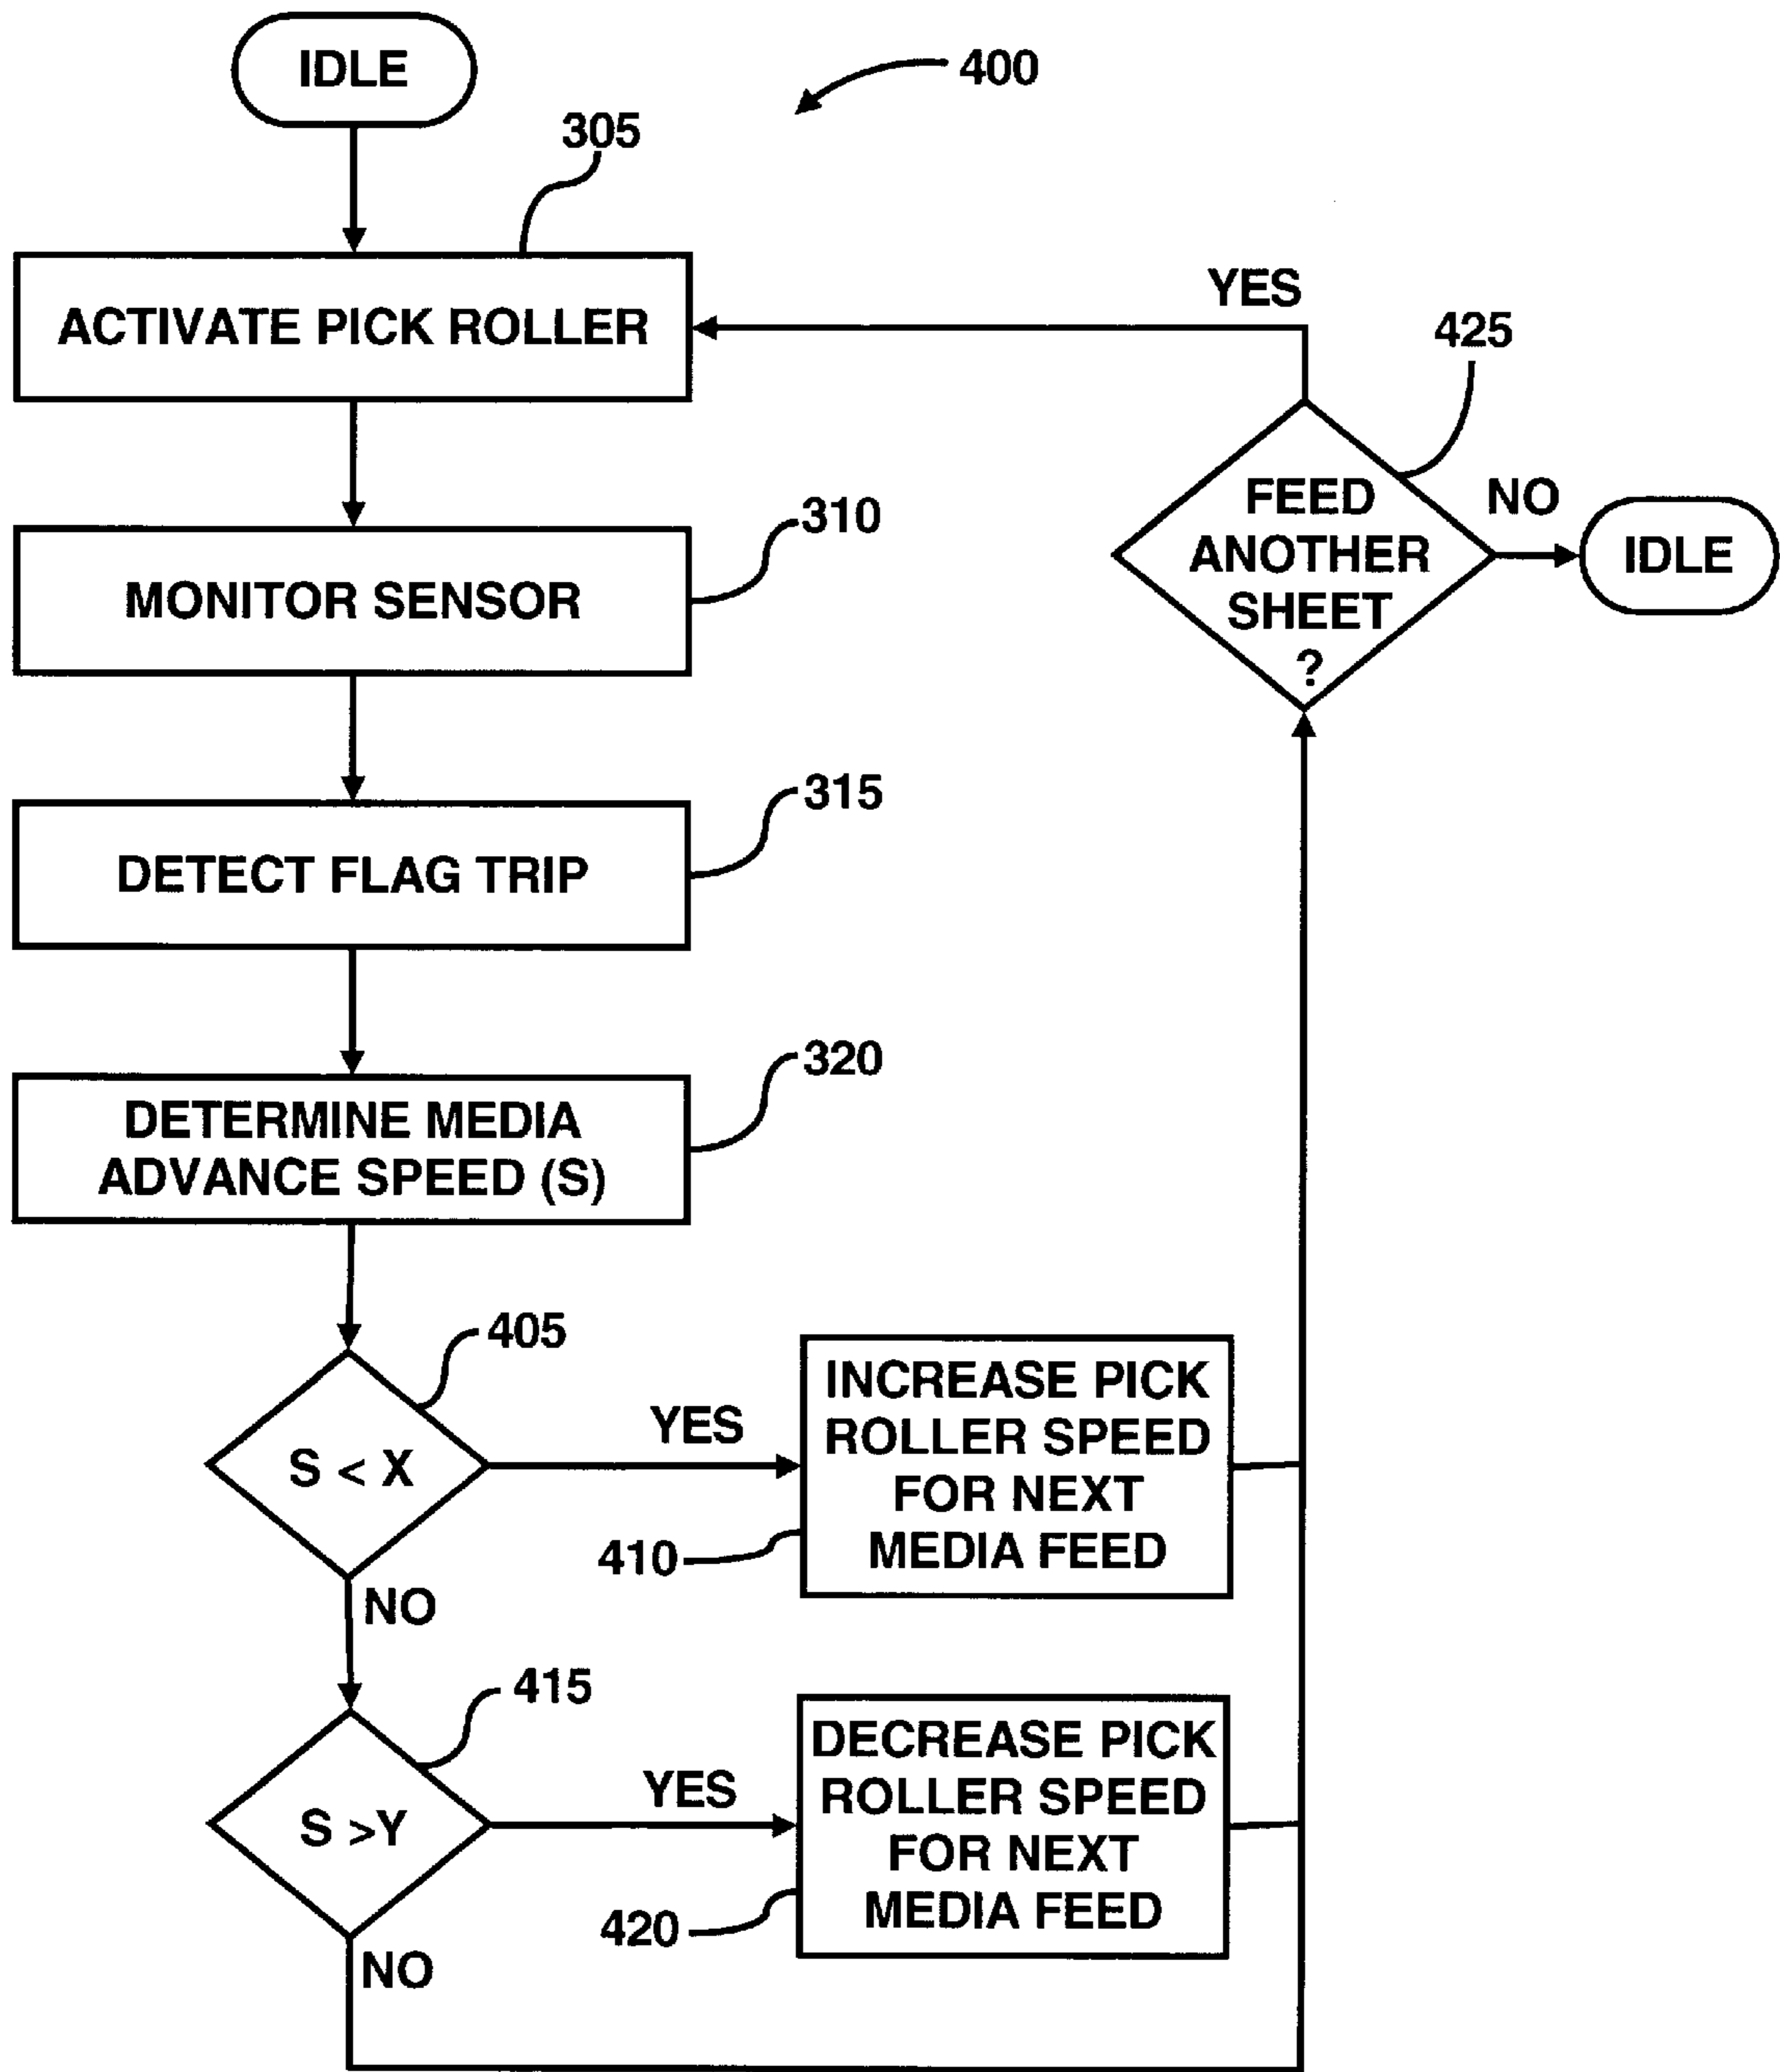 IDLE
400
305
ACTIVATE PICK ROLLER
YES
425
310
MONITOR SENSOR
FEED
ANOTHER
SHEET
?
NO
IDLE
315
DETECT FLAG TRIP
320
DETERMINE MEDIA
ADVANCE SPEED (S)
405
S < X
YES
INCREASE PICK
ROLLER SPEED
FOR NEXT
MEDIA FEED
410
NO
415
S >Y
YES
DECREASE PICK
ROLLER SPEED
FOR NEXT
MEDIA FEED
420
NO